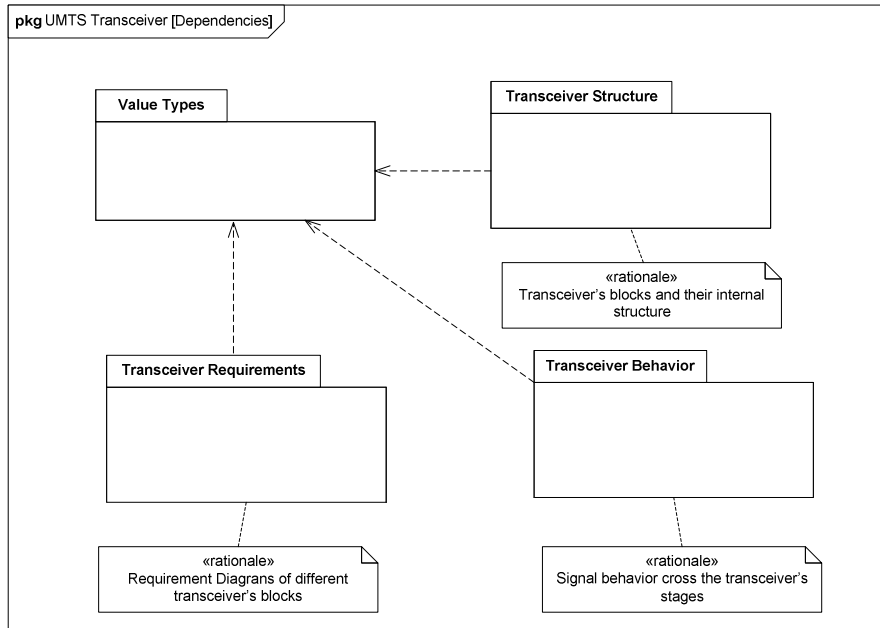 pkg UMTS Transceiver [Dependencies]
Value Types
Transceiver Structure
«rationale»
Transceiver's blocks and their internal
structure
Transceiver Requirements
Transceiver Behavior
«rationale»
Requirement Diagrans of different
transceiver's blocks
«rationale»
Signal behavior cross the transceiver's
stages